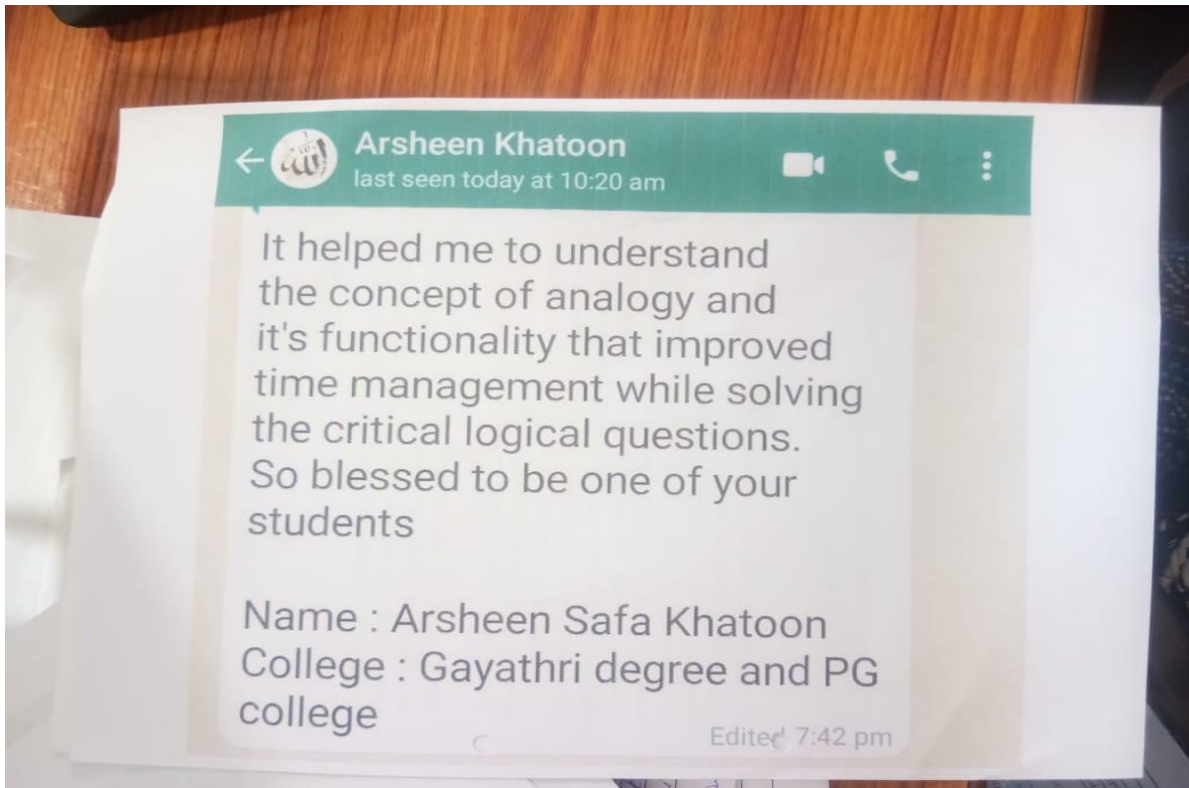 Arsheen Khatoon
last seen today at 10:20 am
It helped me to understand
the concept of analogy and
it's functionality that improved
time management while solving
the critical logical questions.
So blessed to be one of your
students
Name : Arsheen Safa Khatoon
College : Gayathri degree and PG
college
Edited 7:42 pm